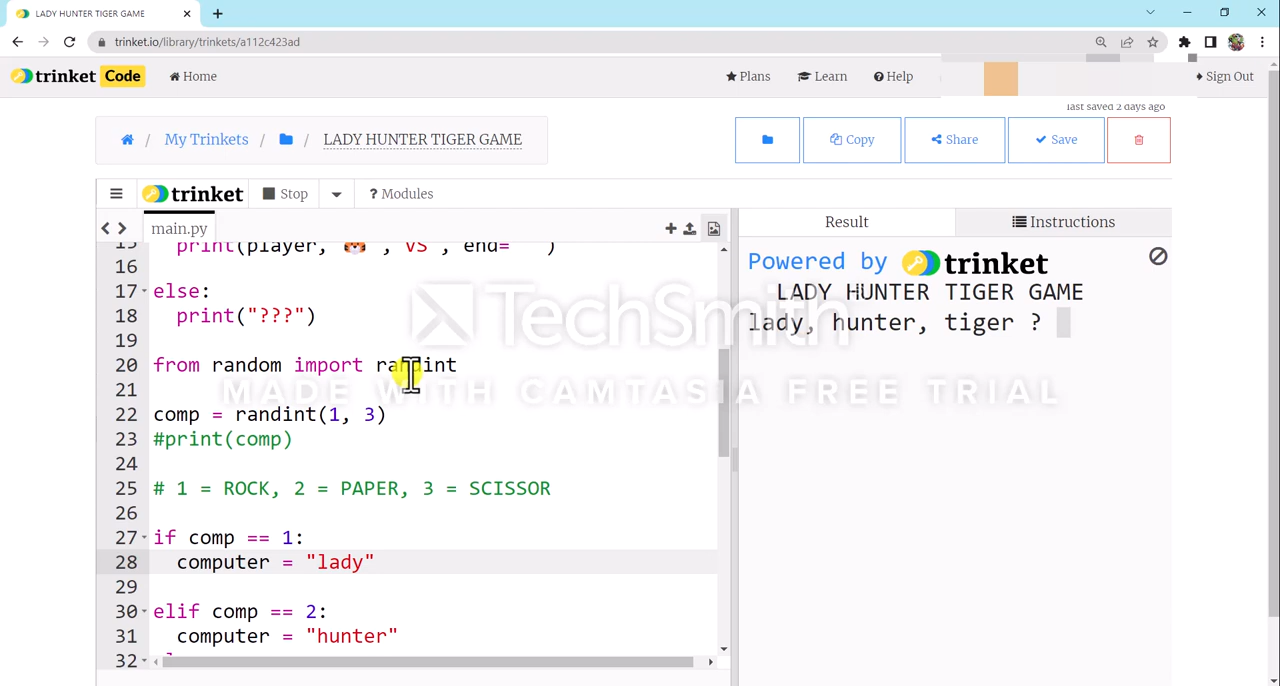 LADY HUNTER TIGER GAME
trinket.io/library/trinkets/a112c423ad
trinket Code Home Plans Learn Help Sign Out
last saved 2 days ago
/ My Trinkets / / LADY HUNTER TIGER GAME Copy Share Save
trinket Stop ? Modules Result Instructions
main.py
15 print(player, "🐯", "VS", end=" ")
16
17 else:
18 print("???")
19
20 from random import randint
21
22 comp = randint(1, 3)
23 #print(comp)
24
25 # 1 = ROCK, 2 = PAPER, 3 = SCISSOR
26
27 if comp == 1:
28 computer = "lady"
29
30 elif comp == 2:
31 computer = "hunter"
32
Powered by trinket
LADY HUNTER TIGER GAME
lady, hunter, tiger ?
TechSmith
MADE WITH CAMTASIA FREE TRIAL